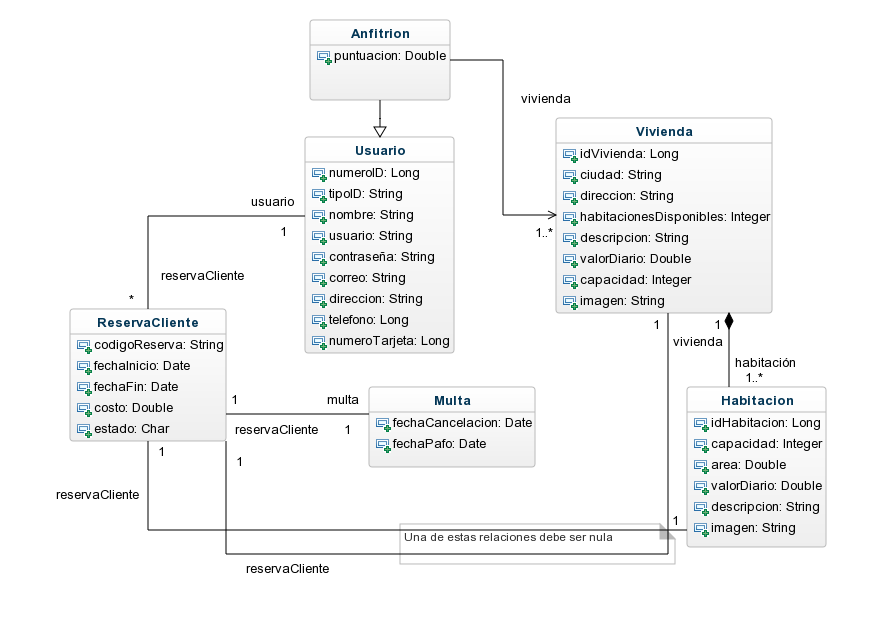 Anfitrion
puntuacion: Double
vivienda
Vivienda
idVivienda: Long
ciudad: String
direccion: String
habitacionesDisponibles: Integer
descripcion: String
valorDiario: Double
capacidad: Integer
imagen: String
1..*
Usuario
numeroID: Long
tipoID: String
nombre: String
usuario: String
contraseña: String
correo: String
direccion: String
telefono: Long
numeroTarjeta: Long
usuario
1
reservaCliente
*
ReservaCliente
codigoReserva: String
fechaInicio: Date
fechaFin: Date
costo: Double
estado: Char
1
1
vivienda
habitación
1..*
1
multa
reservaCliente
1
Multa
fechaCancelacion: Date
fechaPafo: Date
Habitacion
idHabitacion: Long
capacidad: Integer
area: Double
valorDiario: Double
descripcion: String
imagen: String
1
1
reservaCliente
1
Una de estas relaciones debe ser nula
reservaCliente